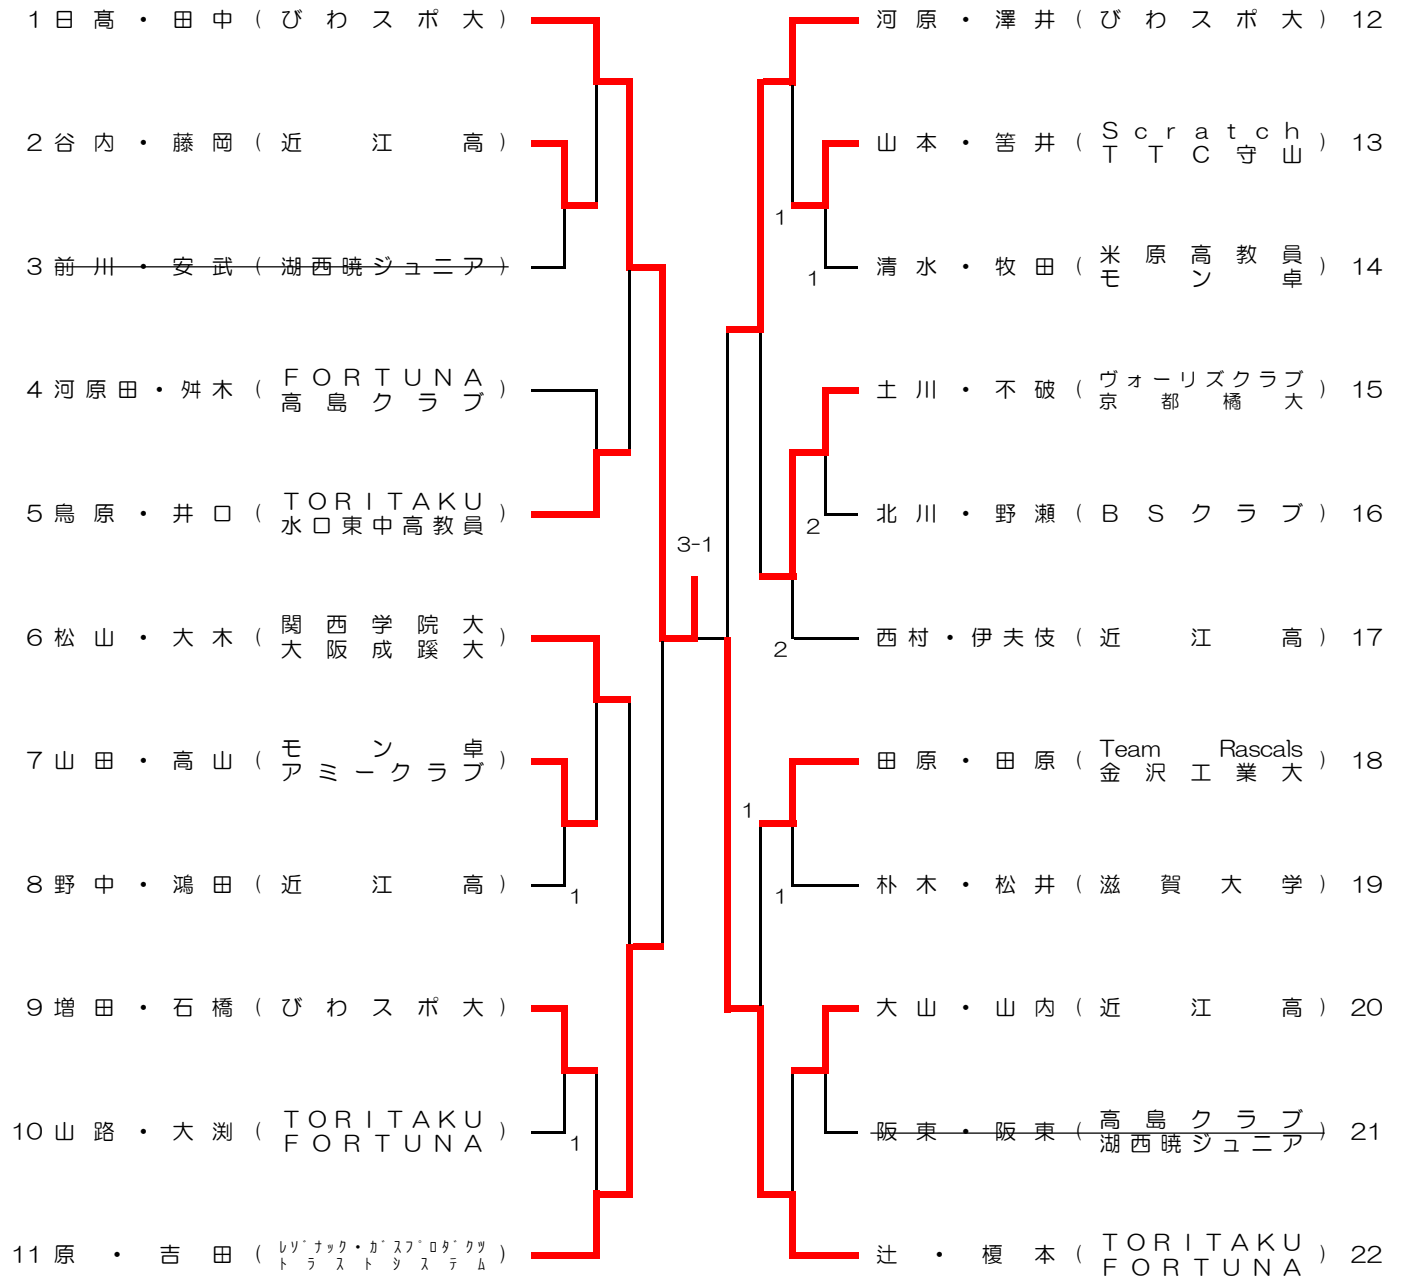 1 日髙・田中 ( びわスポ大 )
2 谷内・藤岡 ( 近江高 )
3 前川・安武 ( 湖西暁ジュニア )
4 河原田・舛木 ( FORTUNA
高島クラブ )
5 鳥原・井口 ( TORITAKU
水口東中高教員 )
6 松山・大木 ( 関西学院大
大阪成蹊大 )
7 山田・高山 ( モン卓
アミークラブ )
8 野中・鴻田 ( 近江高 )
1
9 増田・石橋 ( びわスポ大 )
10 山路・大渕 ( TORITAKU
FORTUNA )
1
11 原・吉田 ( ﾚｿﾞﾅｯｸ・ｶﾞｽﾌﾟﾛﾀﾞｸﾂ
ﾄﾗｽﾄｼｽﾃﾑ )
3-1
河原・澤井 ( びわスポ大 ) 12
山本・筈井 ( Scratch
TTC守山 ) 13
1
清水・牧田 ( 米原高教員
モン卓 ) 14
1
土川・不破 ( ヴォーリズクラブ
京都橘大 ) 15
北川・野瀬 ( BSクラブ ) 16
2
西村・伊夫伎 ( 近江高 ) 17
2
田原・田原 ( Team Rascals
金沢工業大 ) 18
1
朴木・松井 ( 滋賀大学 ) 19
1
大山・山内 ( 近江高 ) 20
阪東・阪東 ( 高島クラブ
湖西暁ジュニア ) 21
辻・榎本 ( TORITAKU
FORTUNA ) 22